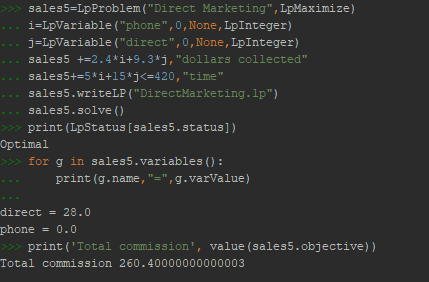 >>> sales5=LpProblem("Direct Marketing",LpMaximize)
... i=LpVariable("phone",0,None,LpInteger)
... j=LpVariable("direct",0,None,LpInteger)
... sales5 +=2.4*i+9.3*j,"dollars collected"
... sales5+=5*i+15*j<=420,"time"
... sales5.writeLP("DirectMarketing.lp")
... sales5.solve()
>>> print(LpStatus[sales5.status])
Optimal
>>> for g in sales5.variables():
...     print(g.name,"=",g.varValue)
...
direct = 28.0
phone = 0.0
>>> print('Total commission', value(sales5.objective))
Total commission 260.40000000000003